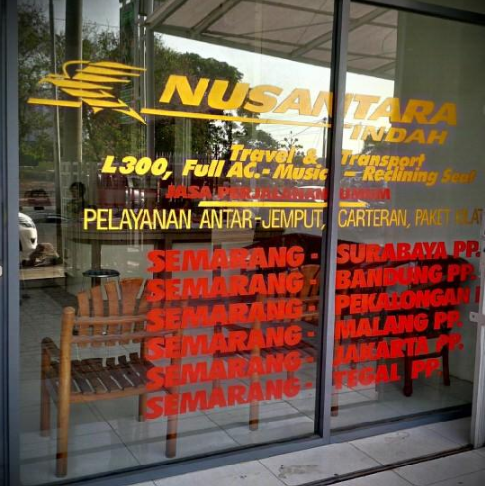 NUSANTARA
INDAH
Travel & Transport
L300, Full AC.- Music - Reclining Seat
JASA PERJALANAN UMUM
PELAYANAN ANTAR-JEMPUT, CARTERAN, PAKET KILAT
SEMARANG - SURABAYA PP.
SEMARANG - BANDUNG PP.
SEMARANG - PEKALONGAN
SEMARANG - MALANG PP.
SEMARANG - JAKARTA PP.
SEMARANG - TEGAL PP